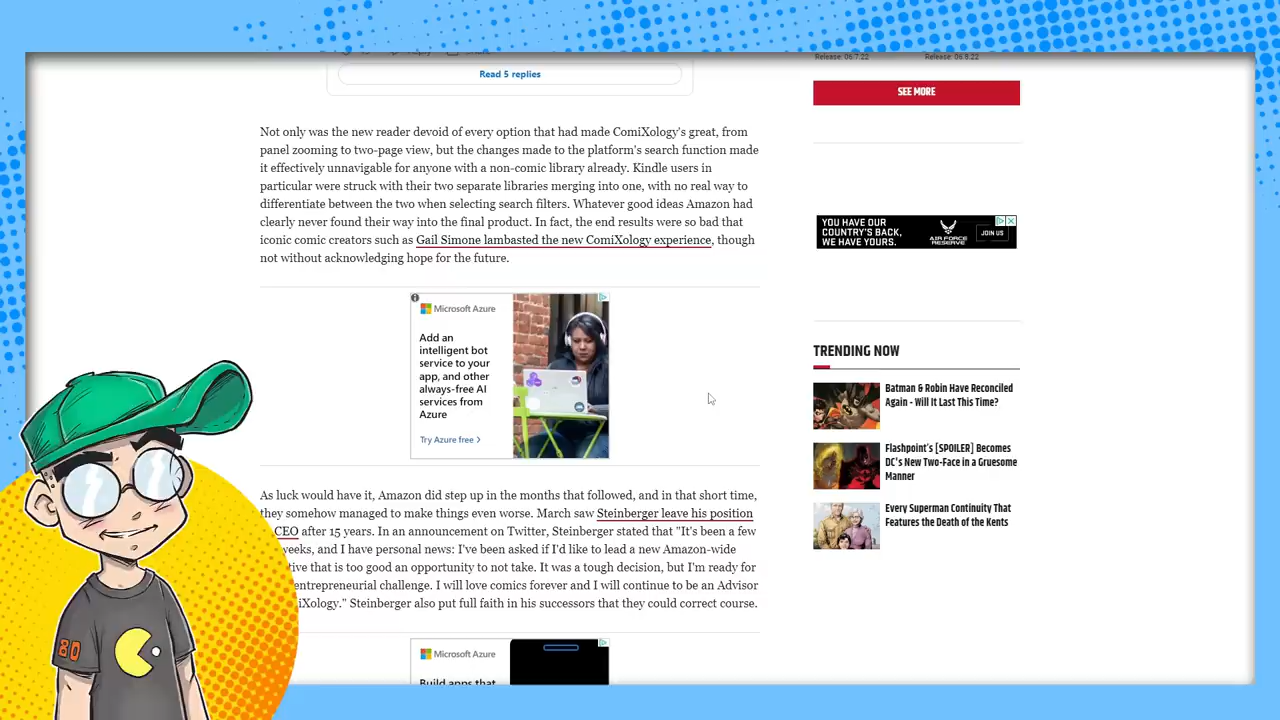 Read 5 replies
Not only was the new reader devoid of every option that had made ComiXology's great, from
panel zooming to two-page view, but the changes made to the platform's search function made
it effectively unnavigable for anyone with a non-comic library already. Kindle users in
particular were struck with their two separate libraries merging into one, with no real way to
differentiate between the two when selecting search filters. Whatever good ideas Amazon had
clearly never found their way into the final product. In fact, the end results were so bad that
iconic comic creators such as Gail Simone lambasted the new ComiXology experience, though
not without acknowledging hope for the future.
Microsoft Azure
Add an
intelligent bot
service to your
app, and other
always-free AI
services from
Azure
Try Azure free >
As luck would have it, Amazon did step up in the months that followed, and in that short time,
they somehow managed to make things even worse. March saw Steinberger leave his position
CEO after 15 years. In an announcement on Twitter, Steinberger stated that "It's been a few
weeks, and I have personal news: I've been asked if I'd like to lead a new Amazon-wide
tive that is too good an opportunity to not take. It was a tough decision, but I'm ready for
entrepreneurial challenge. I will love comics forever and I will continue to be an Advisor
iXology." Steinberger also put full faith in his successors that they could correct course.
Microsoft Azure
Build apps that
Release: 06.7.22
Release: 06.8.22
SEE MORE
YOU HAVE OUR
COUNTRY'S BACK,
WE HAVE YOURS.
AIR FORCE
RESERVE
JOIN US
TRENDING NOW
Batman & Robin Have Reconciled
Again - Will It Last This Time?
Flashpoint's [SPOILER] Becomes
DC's New Two-Face in a Gruesome
Manner
Every Superman Continuity That
Features the Death of the Kents
80